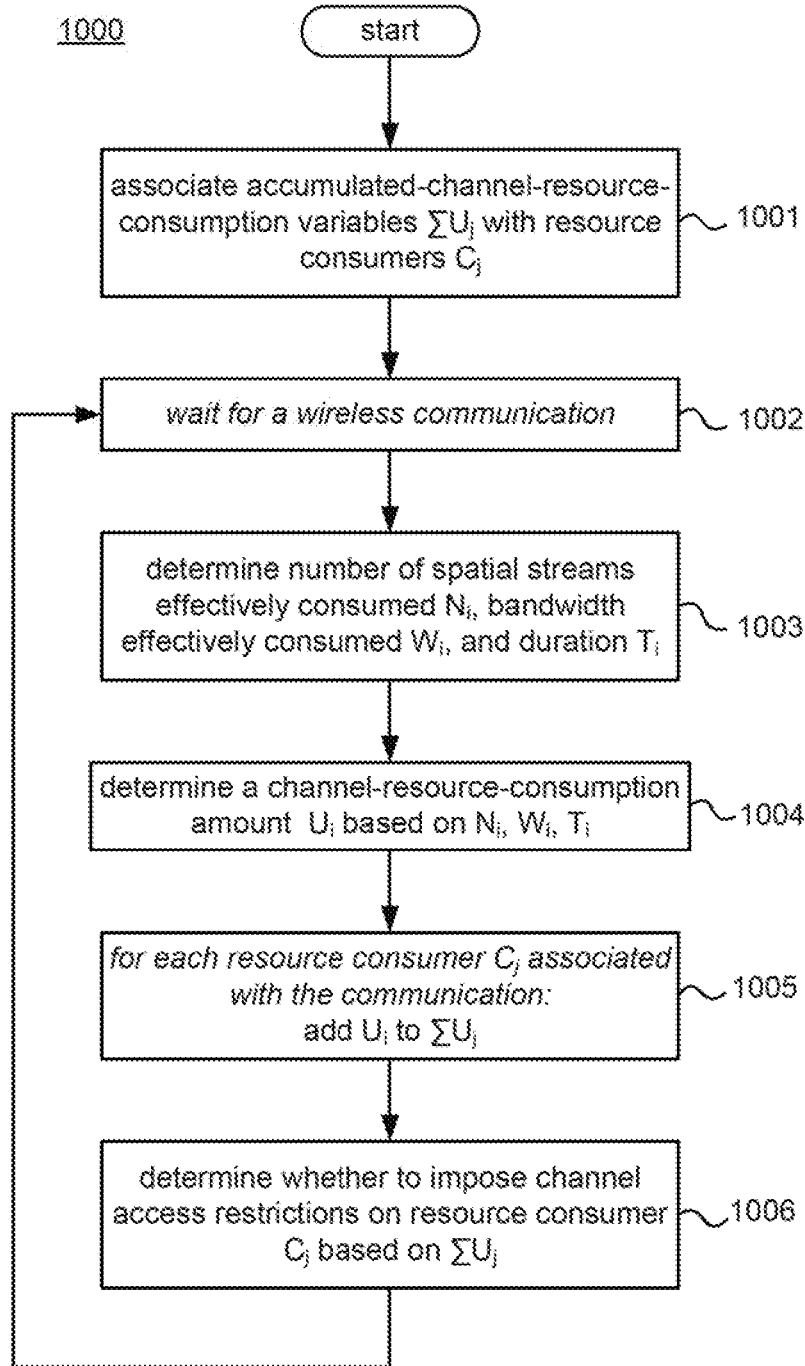 1000
start
associate accumulated-channel-resource-
consumption variables ∑Uj with resource
consumers Cj
1001
wait for a wireless communication
1002
determine number of spatial streams
effectively consumed Ni, bandwidth
effectively consumed Wi, and duration Ti
1003
determine a channel-resource-consumption
amount Ui based on Ni, Wi, Ti
1004
for each resource consumer Cj associated
with the communication:
add Ui to ∑Uj
1005
determine whether to impose channel
access restrictions on resource consumer
Cj based on ∑Uj
1006